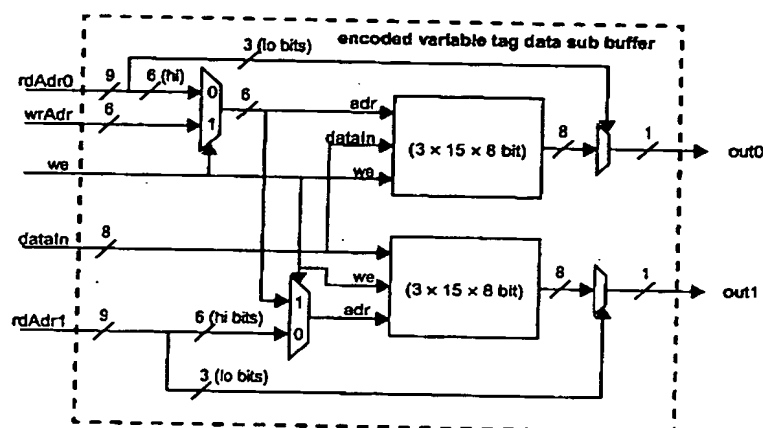 encoded variable tag data sub buffer
3 (lo bits)
rdAdr0 9 6 (hi) 0 6 adr
wrAdr 6 1
dataIn (3 × 15 × 8 bit) 8 1 out0
we we
dataIn 8
we (3 × 15 × 8 bit) 8 1 out1
1 adr
rdAdr1 9 6 (hi bits) 0
3 (lo bits)